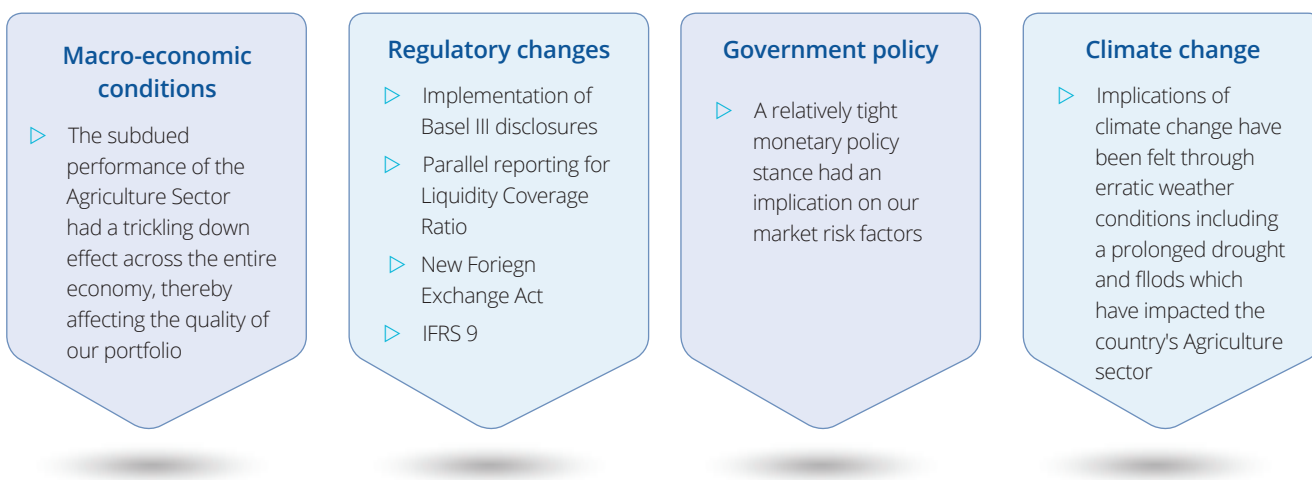 Macro-economic
conditions
The subdued
performance of the
Agriculture Sector
had a trickling down
effect across the entire
economy, thereby
affecting the quality of
our portfolio
Regulatory changes
Implementation of
Basel III disclosures
Parallel reporting for
Liquidity Coverage
Ratio
New Foriegn
Exchange Act
IFRS 9
Government policy
A relatively tight
monetary policy
stance had an
implication on our
market risk factors
Climate change
Implications of
climate change have
been felt through
erratic weather
conditions including
a prolonged drought
and fllods which
have impacted the
country's Agriculture
sector